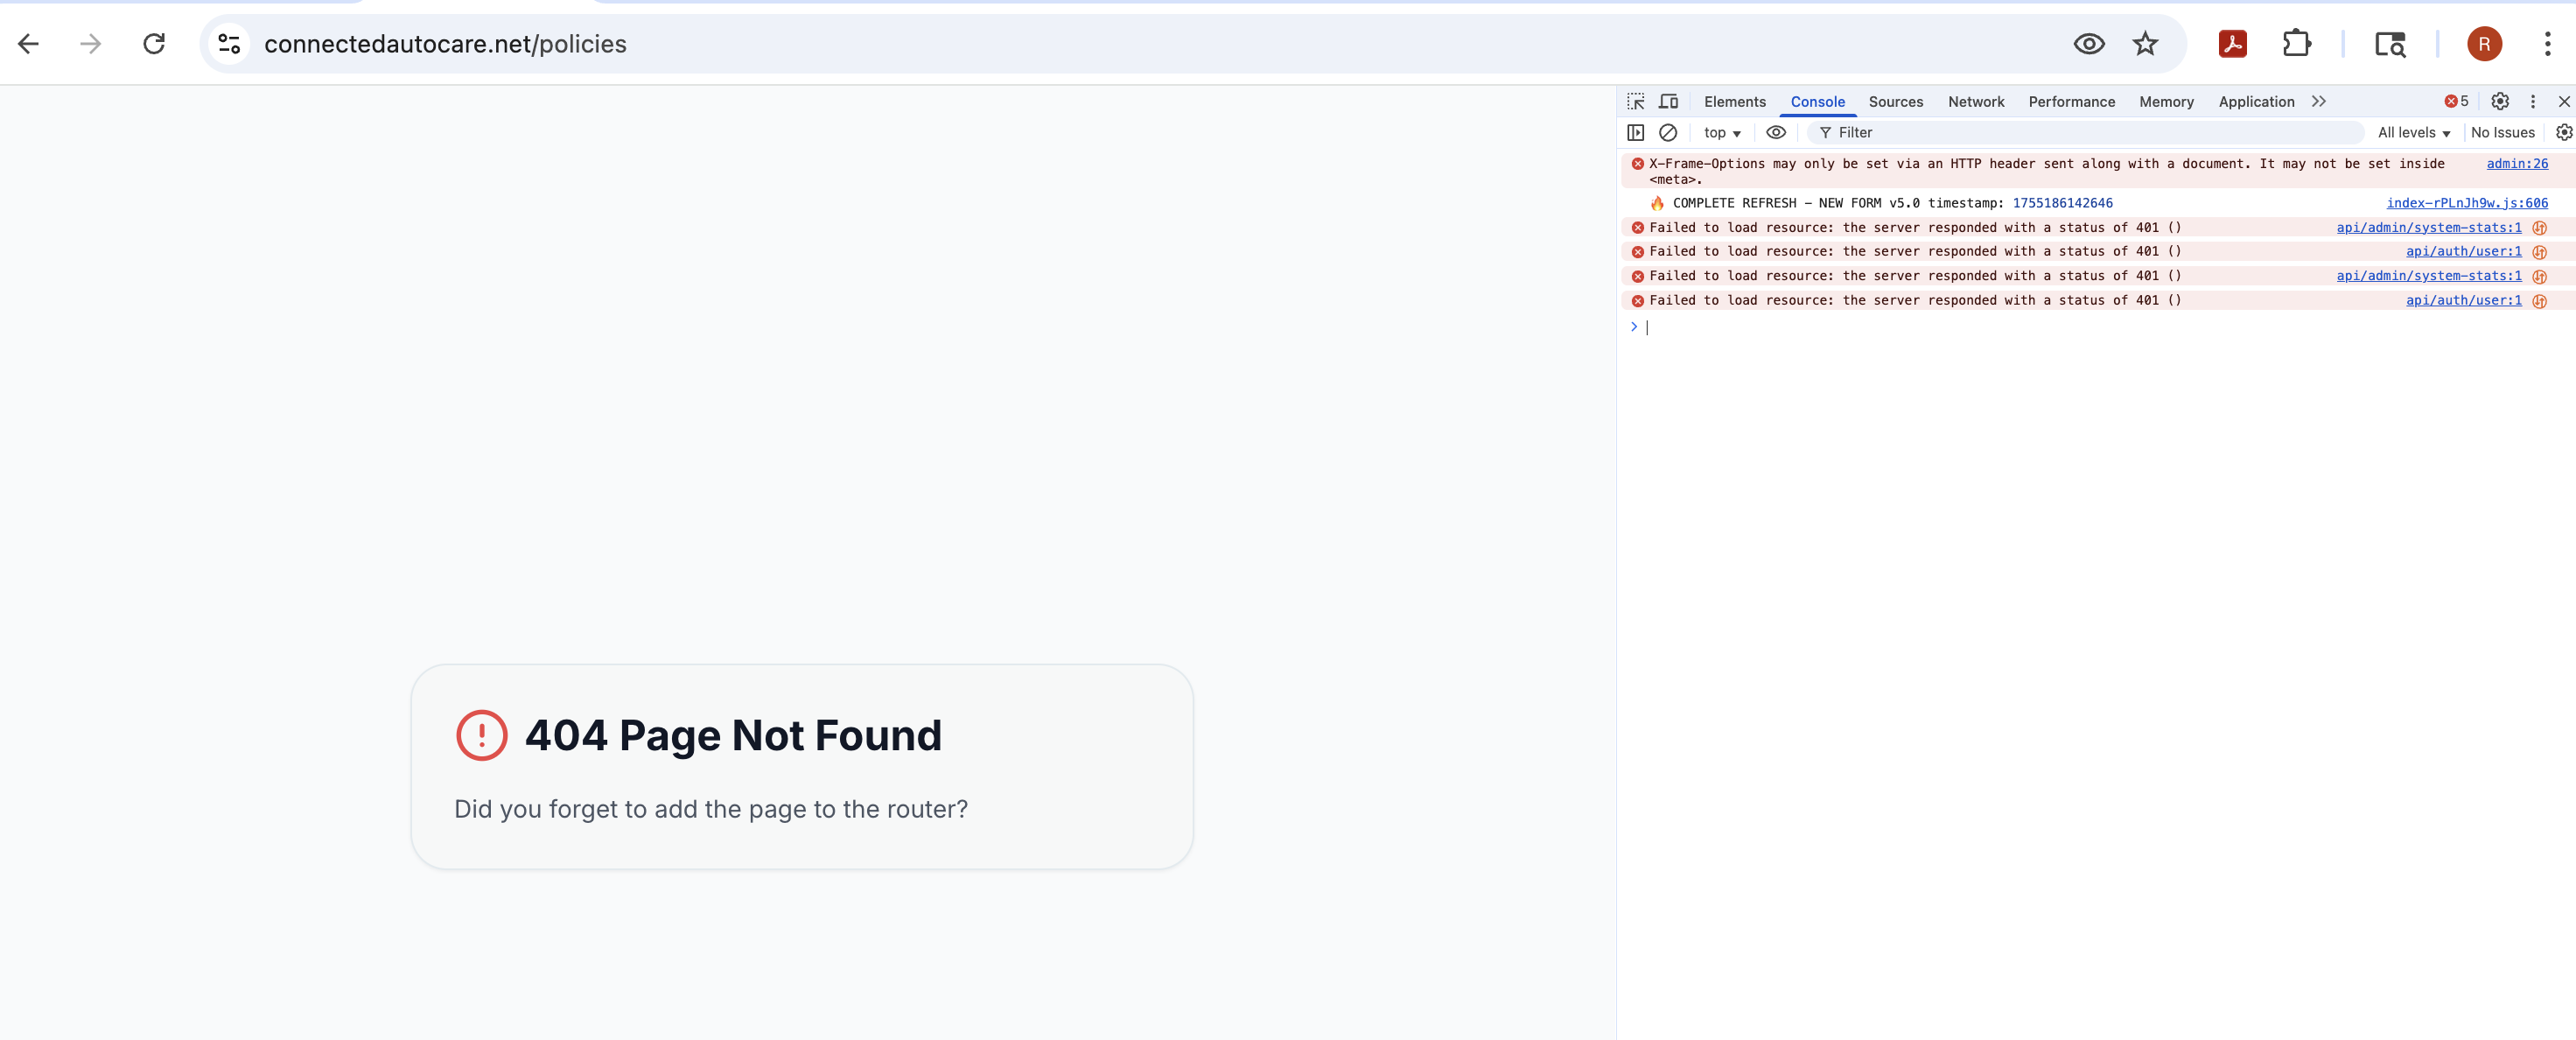 connectedautocare.net/policies
R
Elements Console Sources Network Performance Memory Application 5
top Filter All levels No Issues
X-Frame-Options may only be set via an HTTP header sent along with a document. It may not be set inside admin:26
<meta>.
🔥 COMPLETE REFRESH - NEW FORM v5.0 timestamp: 1755186142646 index-rPLnJh9w.js:606
Failed to load resource: the server responded with a status of 401 () api/admin/system-stats:1
Failed to load resource: the server responded with a status of 401 () api/auth/user:1
Failed to load resource: the server responded with a status of 401 () api/admin/system-stats:1
Failed to load resource: the server responded with a status of 401 () api/auth/user:1
404 Page Not Found
Did you forget to add the page to the router?